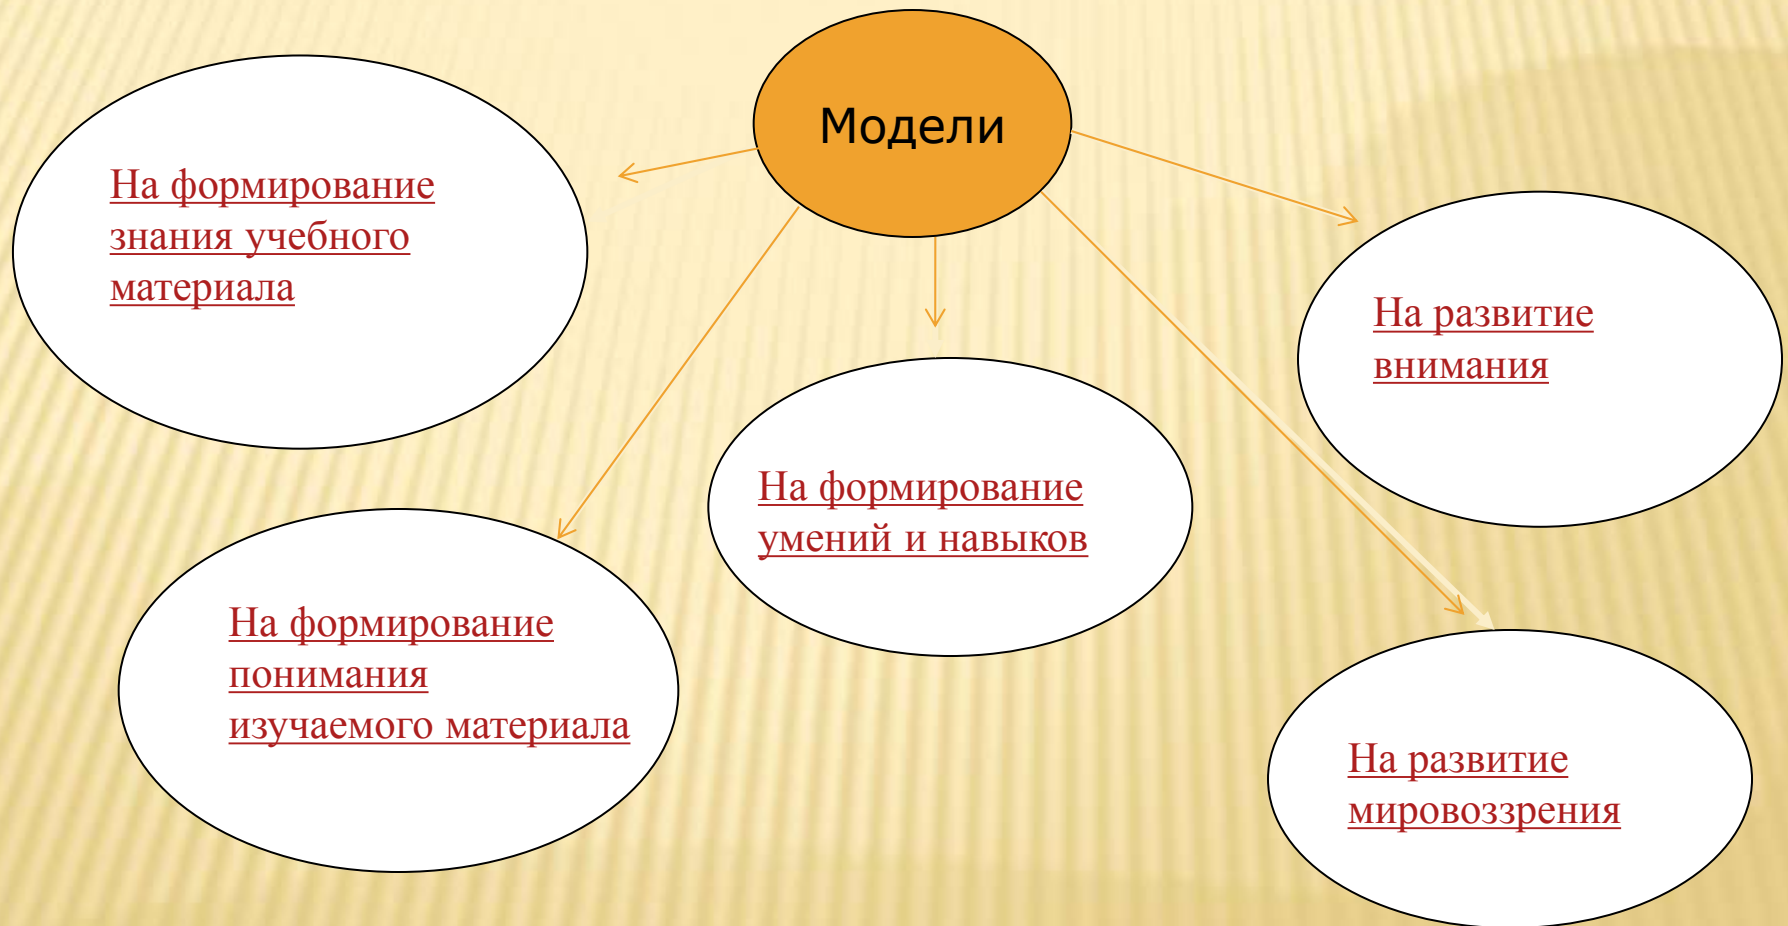 Модели
На формирование
знания учебного
материала
На развитие
внимания
На формирование
умений и навыков
На формирование
понимания
изучаемого материала
На развитие
мировоззрения